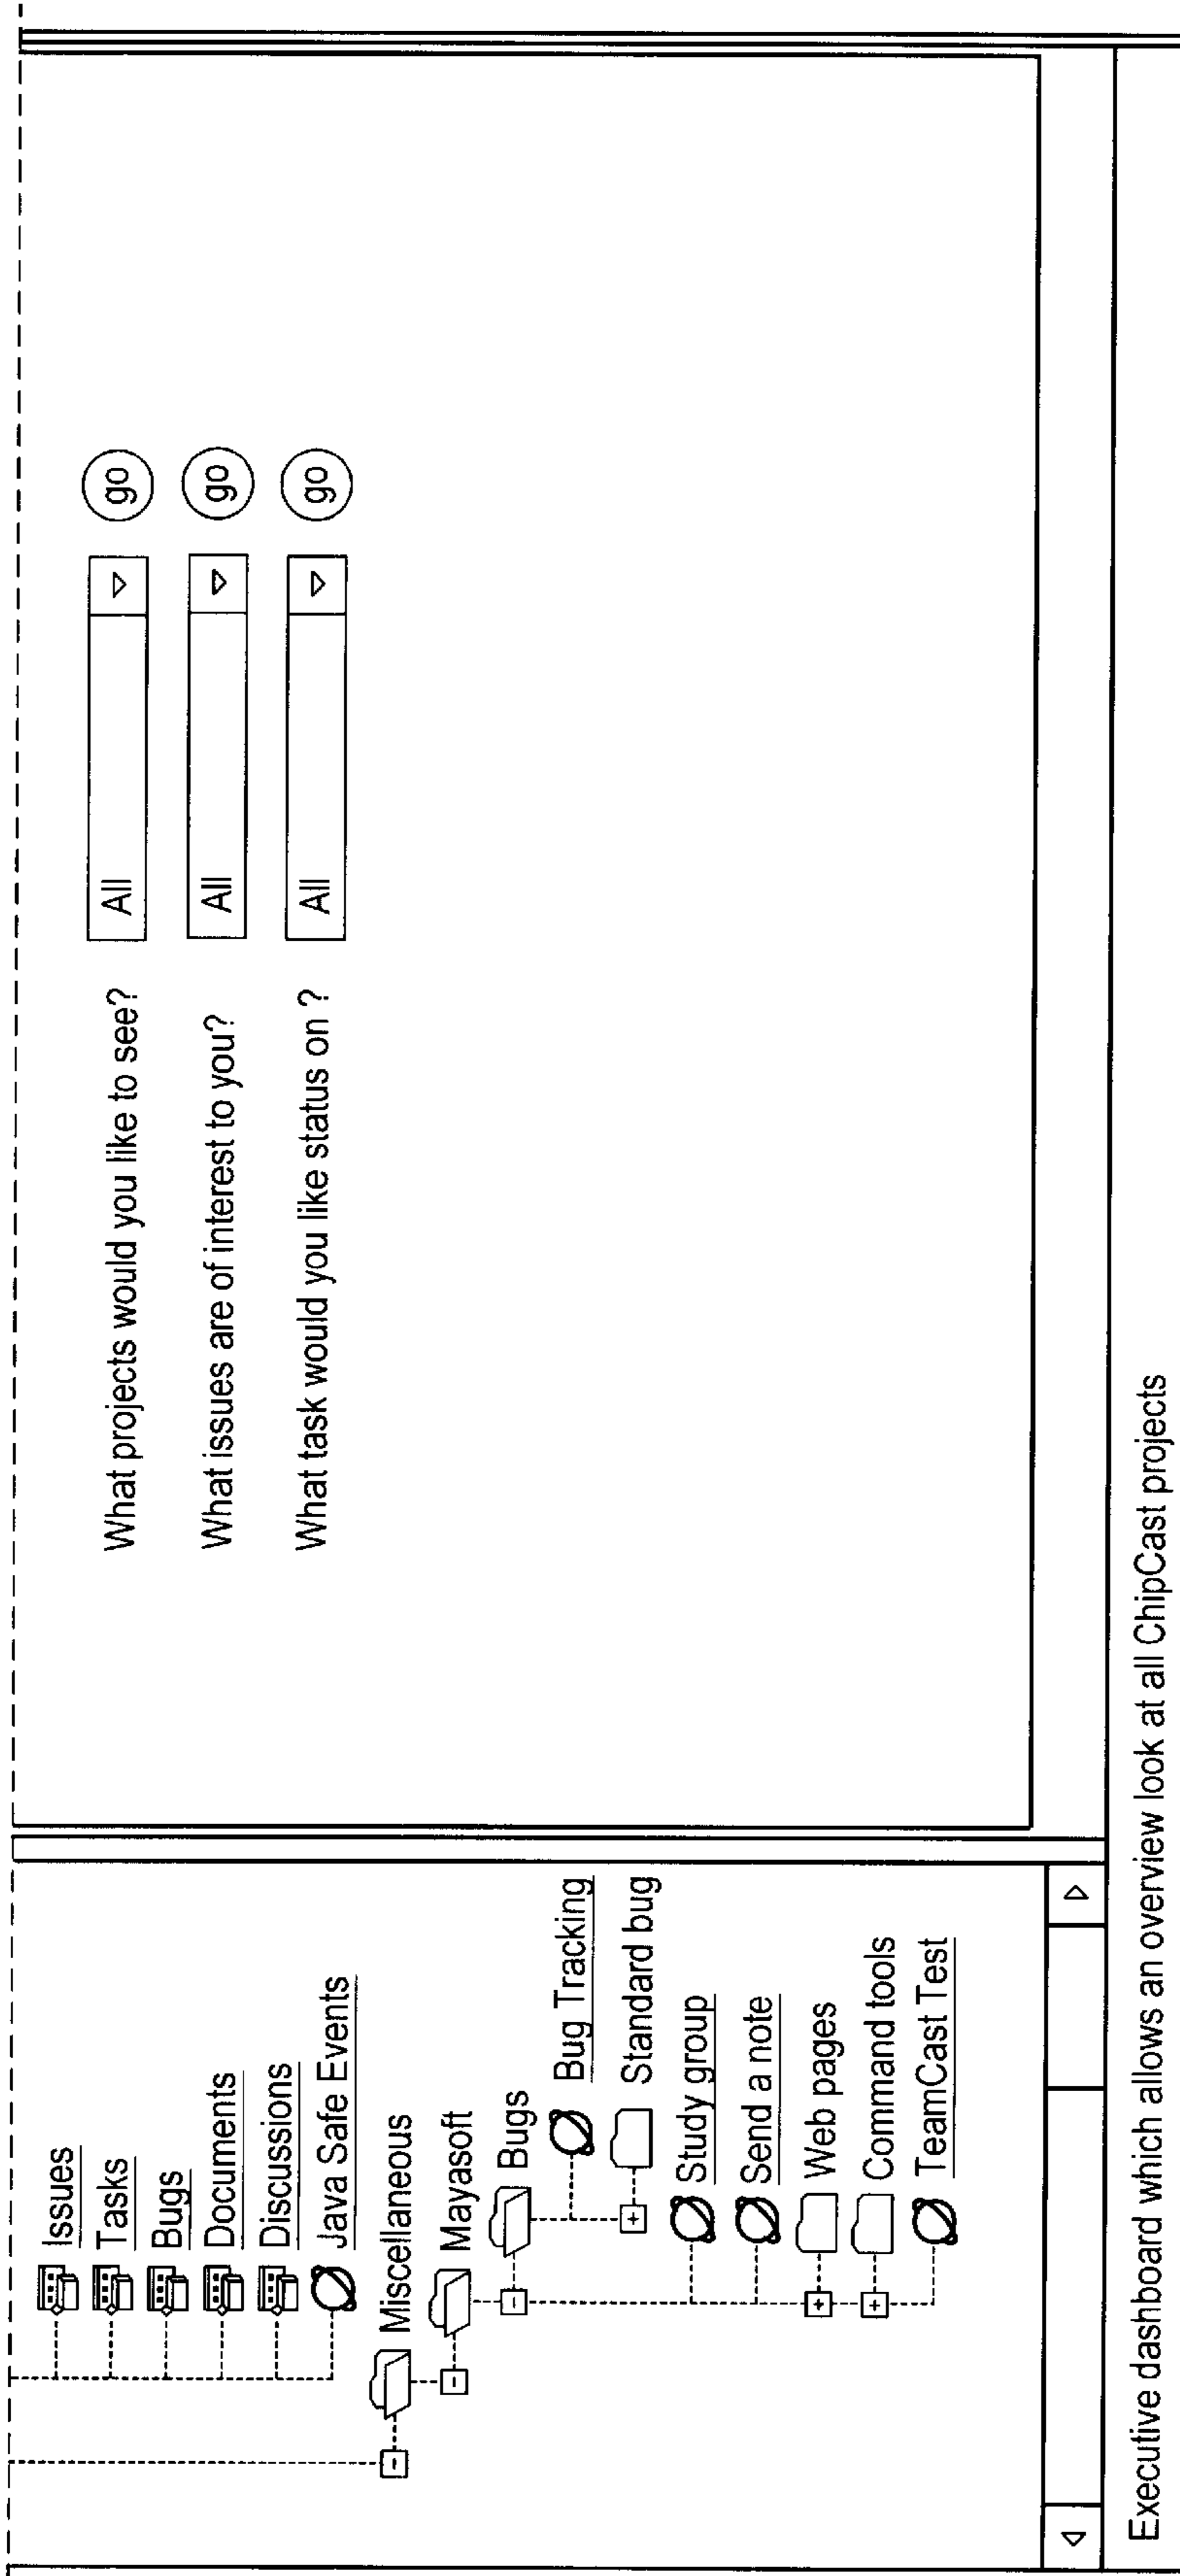 Issues
Tasks
Bugs
Documents
Discussions
Java Safe Events
Miscellaneous
Mayasoft
Bugs
Bug Tracking
Standard bug
Study group
Send a note
Web pages
Command tools
TeamCast Test
What projects would you like to see? All go
What issues are of interest to you? All go
What task would you like status on ? All go
Executive dashboard which allows an overview look at all ChipCast projects